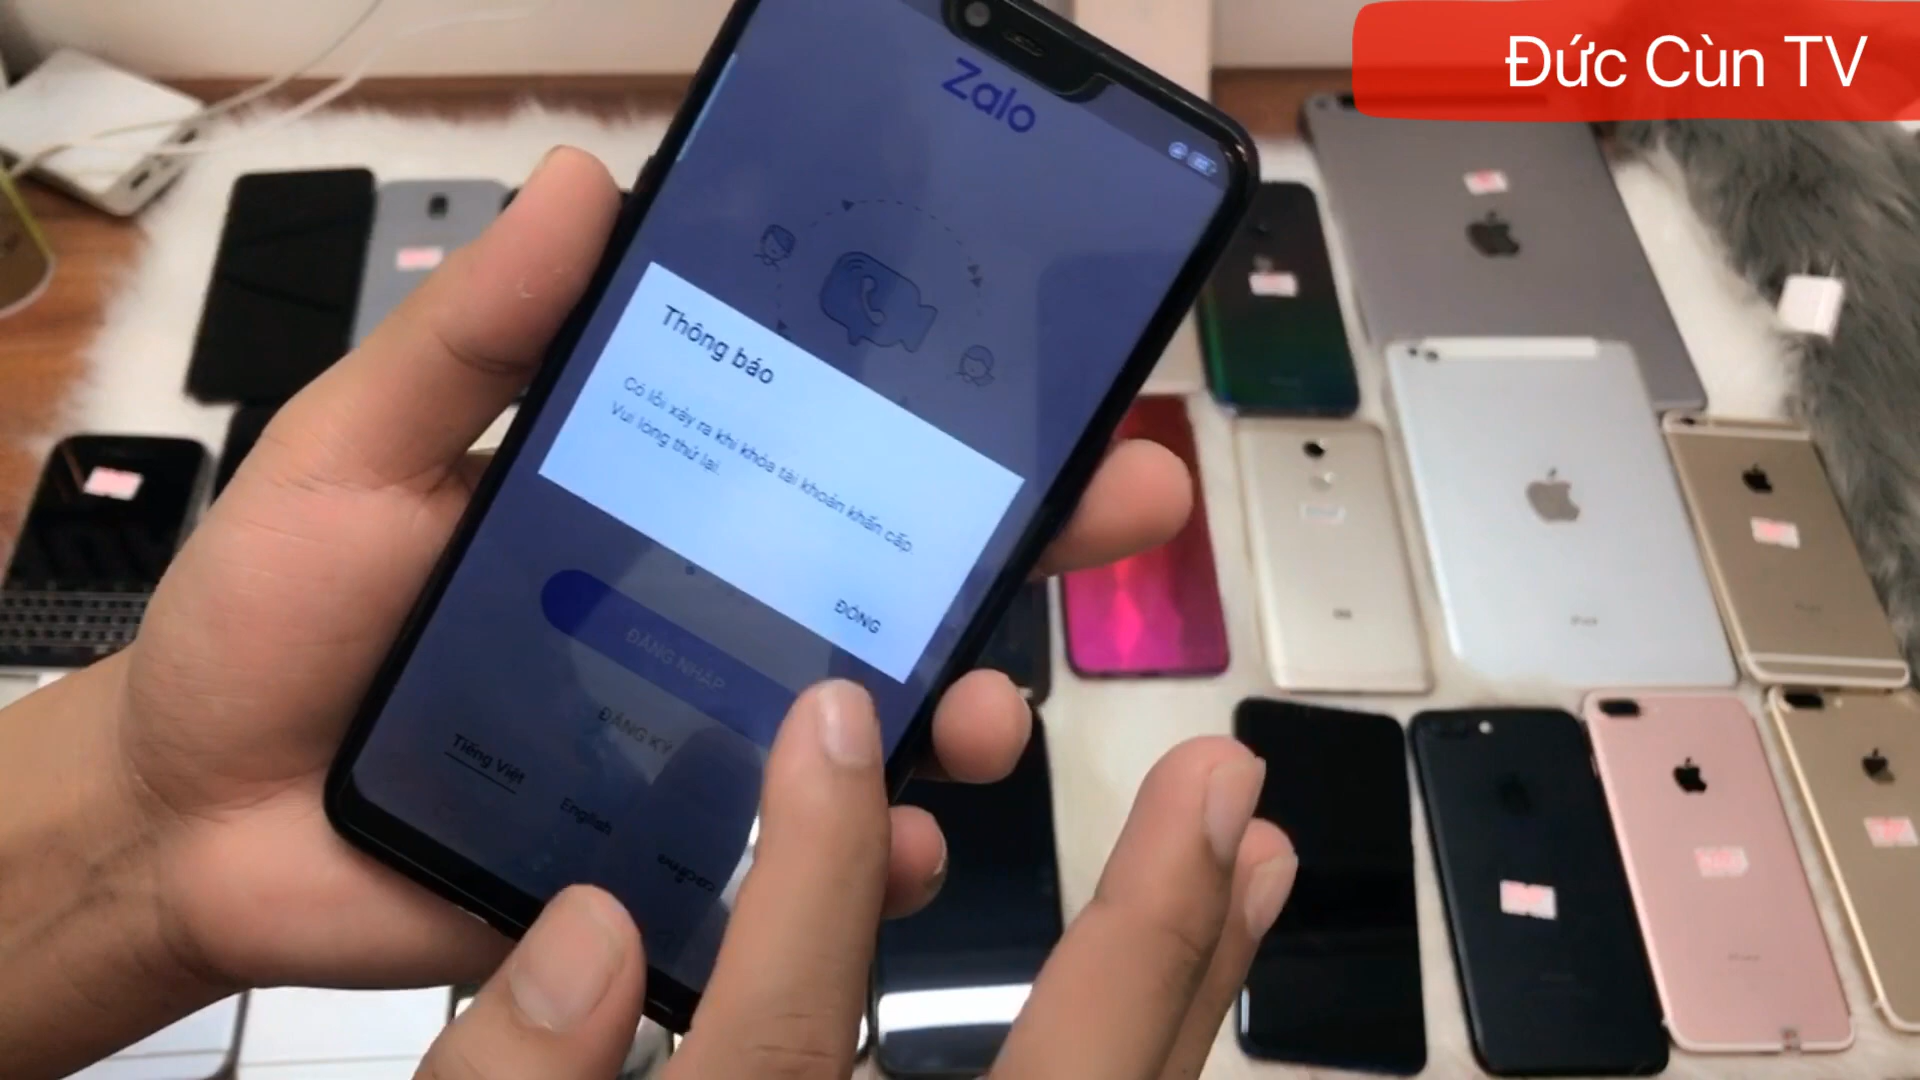 Đức Cùn TV
Zalo
Thông báo
Có lỗi xảy ra khi khóa tài khoản khẩn cấp.
Vui lòng thử lại.
ĐÓNG
ĐĂNG NHẬP
ĐĂNG KÝ
Tiếng Việt
English
iPad